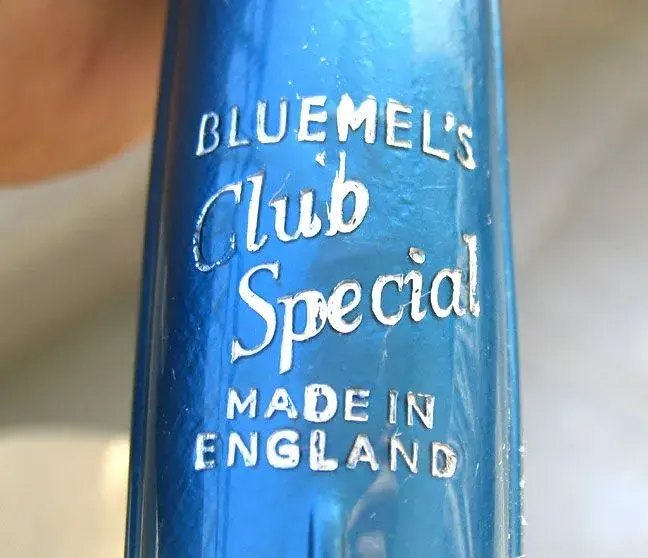 BLUEMEL'S
Club
Special
MADE IN
ENGLAND